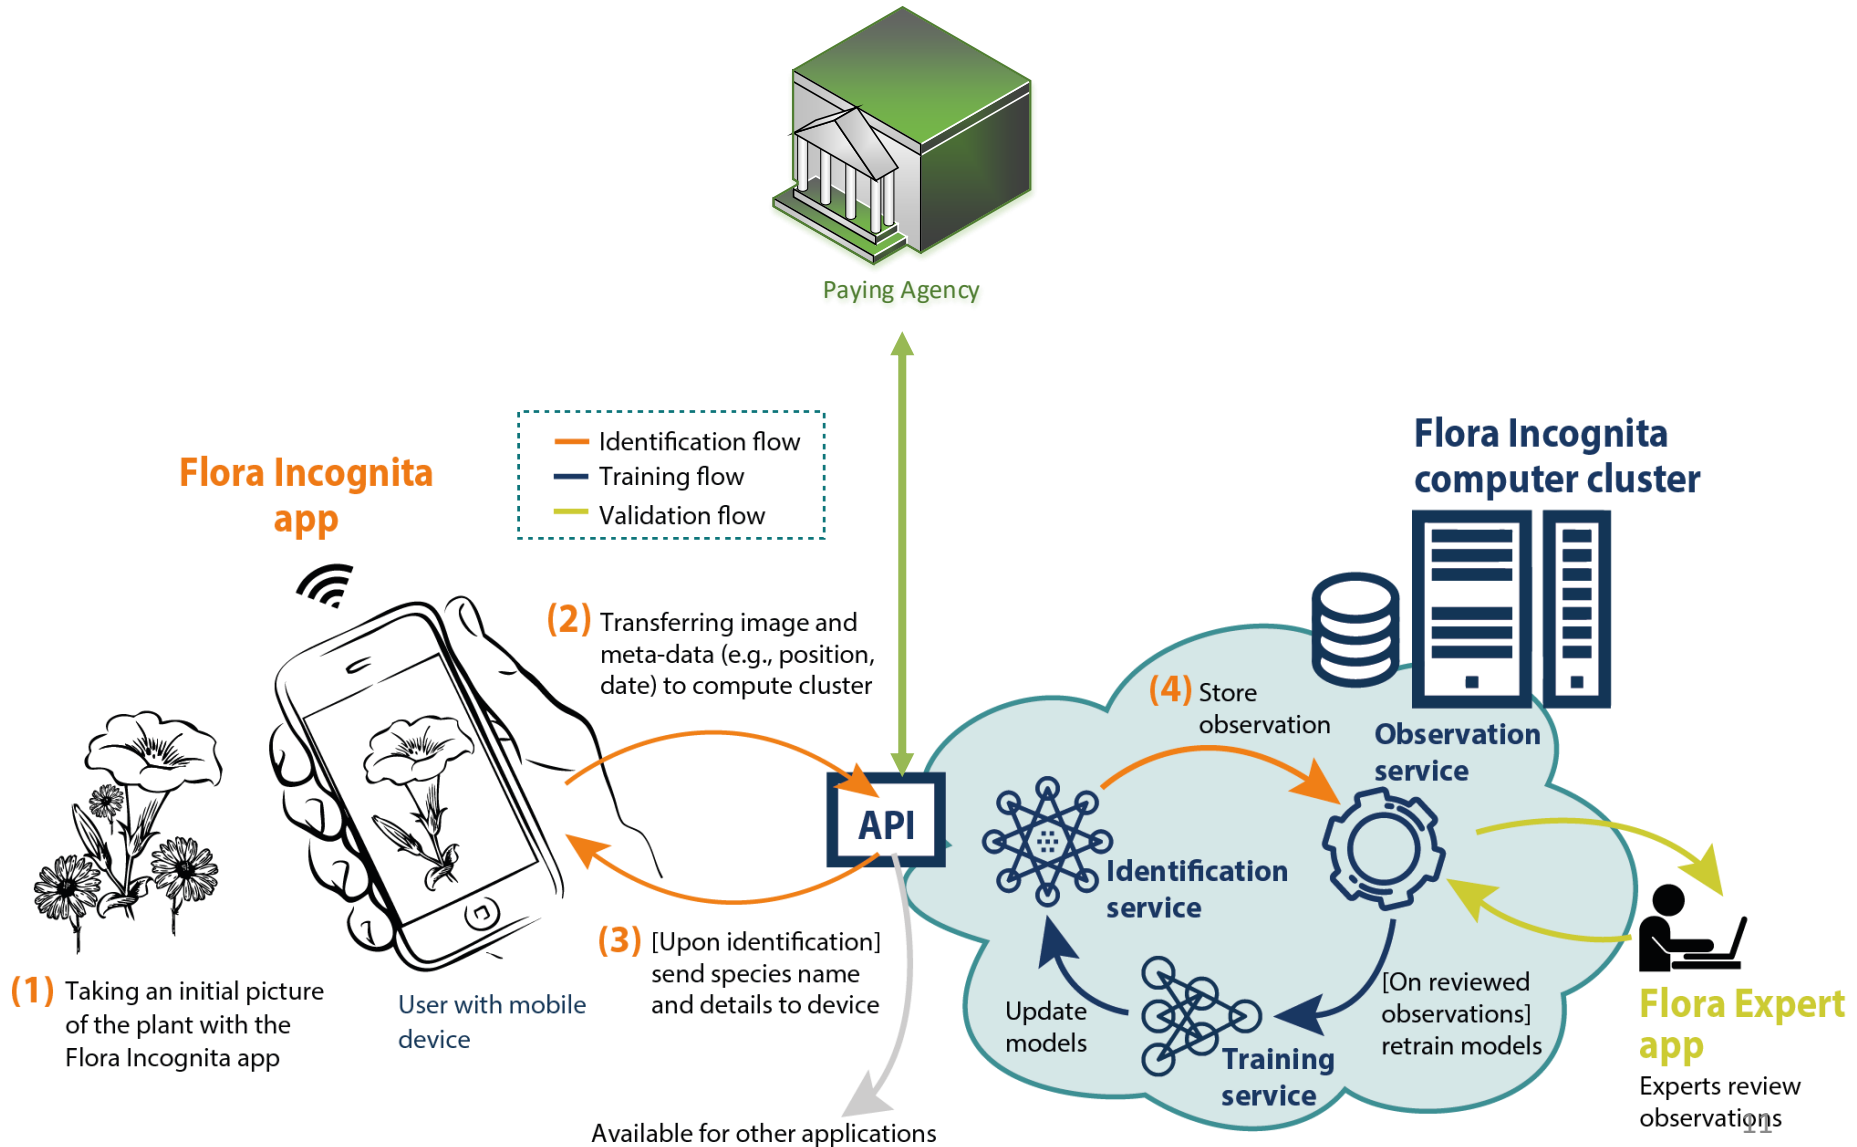 Paying Agency
Identification flow
Training flow
Validation flow
Flora Incognita
app
Flora Incognita
computer cluster
(2) Transferring image and
meta-data (e.g., position,
date) to compute cluster
(4) Store
observation
Observation
service
API
Identification
service
(3) [Upon identification]
send species name
and details to device
(1) Taking an initial picture
of the plant with the
Flora Incognita app
User with mobile
device
Update
models
[On reviewed
observations]
retrain models
Training
service
Flora Expert
app
Experts review
observations
11
Available for other applications